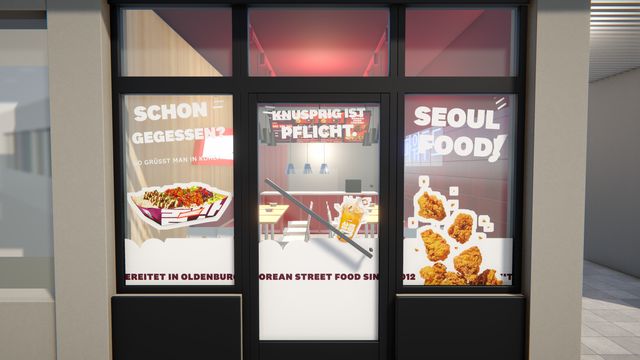 SCHON
GEGESSEN?
SO GRÜSST MAN IN
KNUSPRIG IST
PFLICHT.
SEOUL
FOOD!
EREITET IN OLDENBURG
OREAN STREET FOOD SIN
012